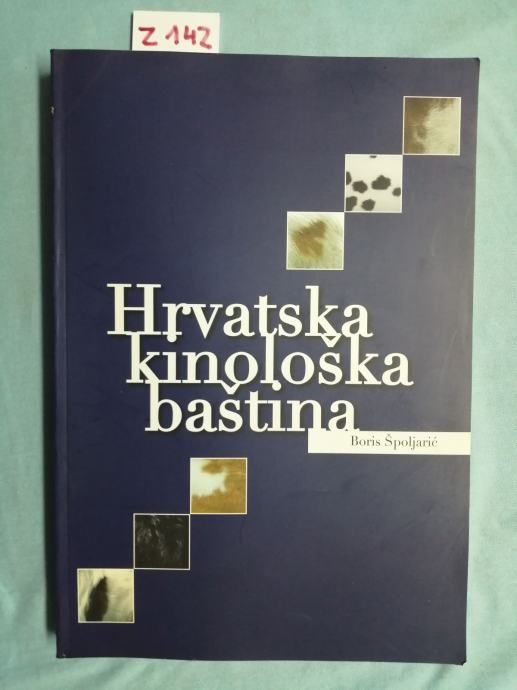 Z 142
Hrvatska
kinološka
baština
Boris Špoljarić